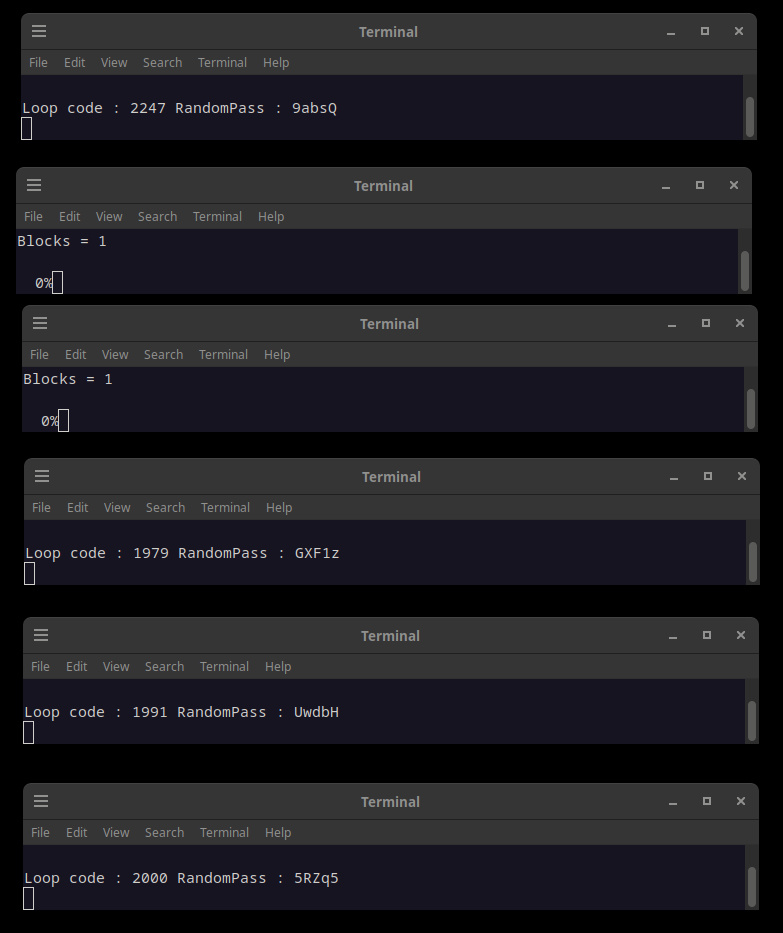 Terminal
File Edit View Search Terminal Help
Loop code : 2247 RandomPass : 9absQ
Terminal
File Edit View Search Terminal Help
Blocks = 1
0%
Terminal
File Edit View Search Terminal Help
Blocks = 1
0%
Terminal
File Edit View Search Terminal Help
Loop code : 1979 RandomPass : GXF1z
Terminal
File Edit View Search Terminal Help
Loop code : 1991 RandomPass : UwdbH
Terminal
File Edit View Search Terminal Help
Loop code : 2000 RandomPass : 5RZq5